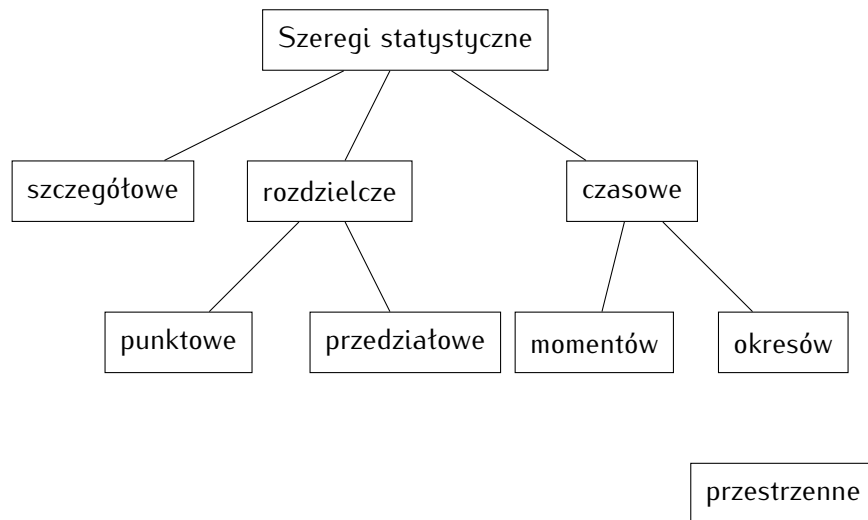 Szeregi statystyczne
szczegółowe
rozdzielcze
czasowe
punktowe
przedziałowe
momentów
okresów
przestrzenne